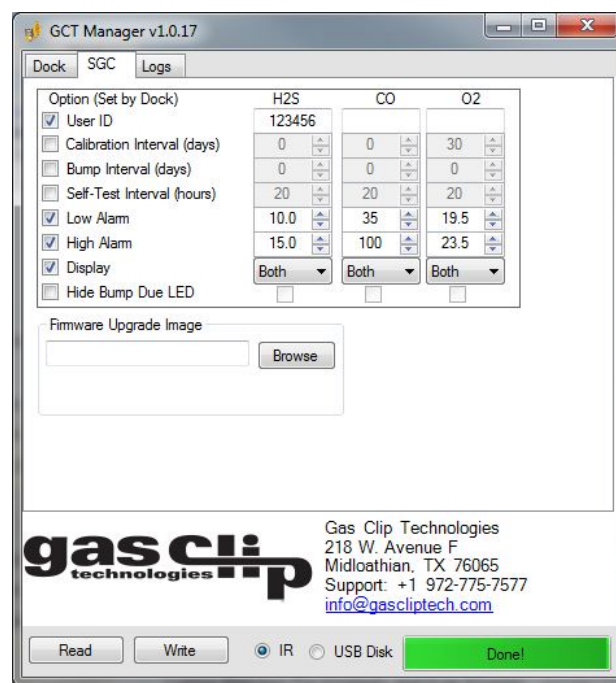 GCT Manager v1.0.17
Dock SGC Logs
Option (Set by Dock) H2S CO O2
User ID 123456
Calibration Interval (days) 0 0 30
Bump Interval (days) 0 0 0
Self-Test Interval (hours) 20 20 20
Low Alarm 10.0 35 19.5
High Alarm 15.0 100 23.5
Display Both Both Both
Hide Bump Due LED
Firmware Upgrade Image
Browse
gas clip
technologies
Gas Clip Technologies
218 W. Avenue F
Midloathian, TX 76065
Support: +1 972-775-7577
info@gascliptech.com
Read Write IR USB Disk Done!